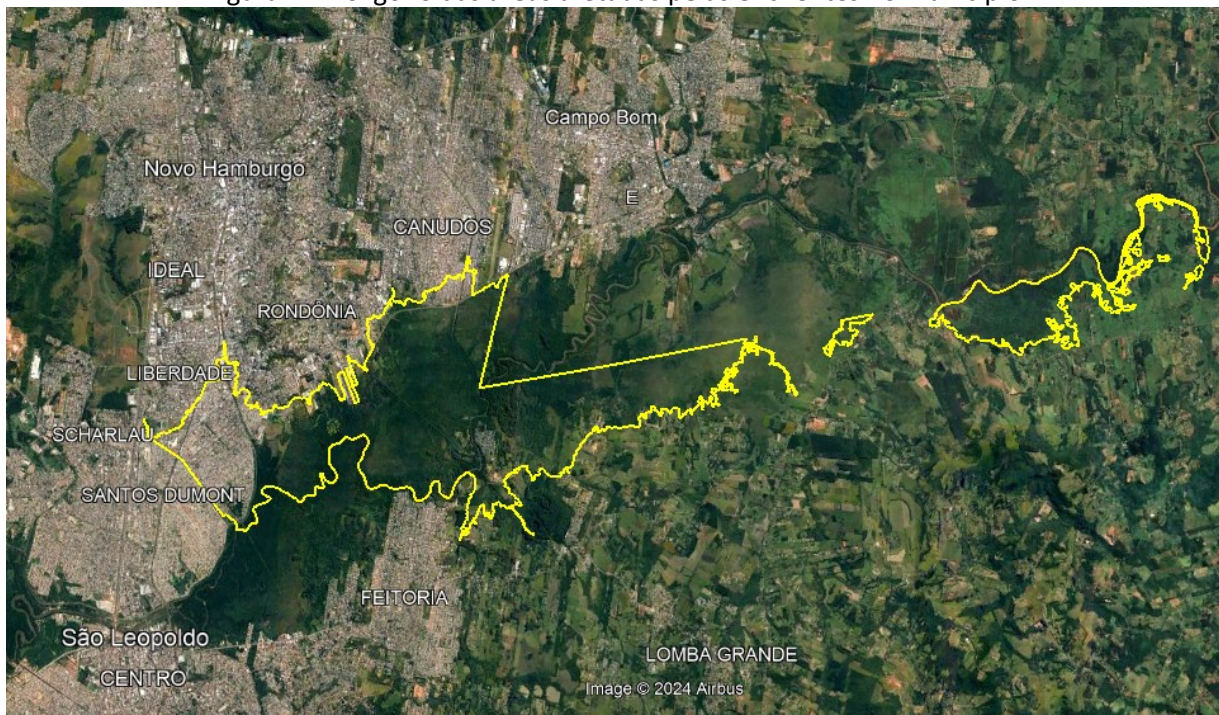 Campo Bom
Novo Hamburgo
E
CANUDOS
IDEAL
RONDÔNIA
LIBERDADE
SCHARLAU
SANTOS DUMONT
FEITORIA
São Leopoldo
LOMBA GRANDE
CENTRO
Image © 2024 Airbus